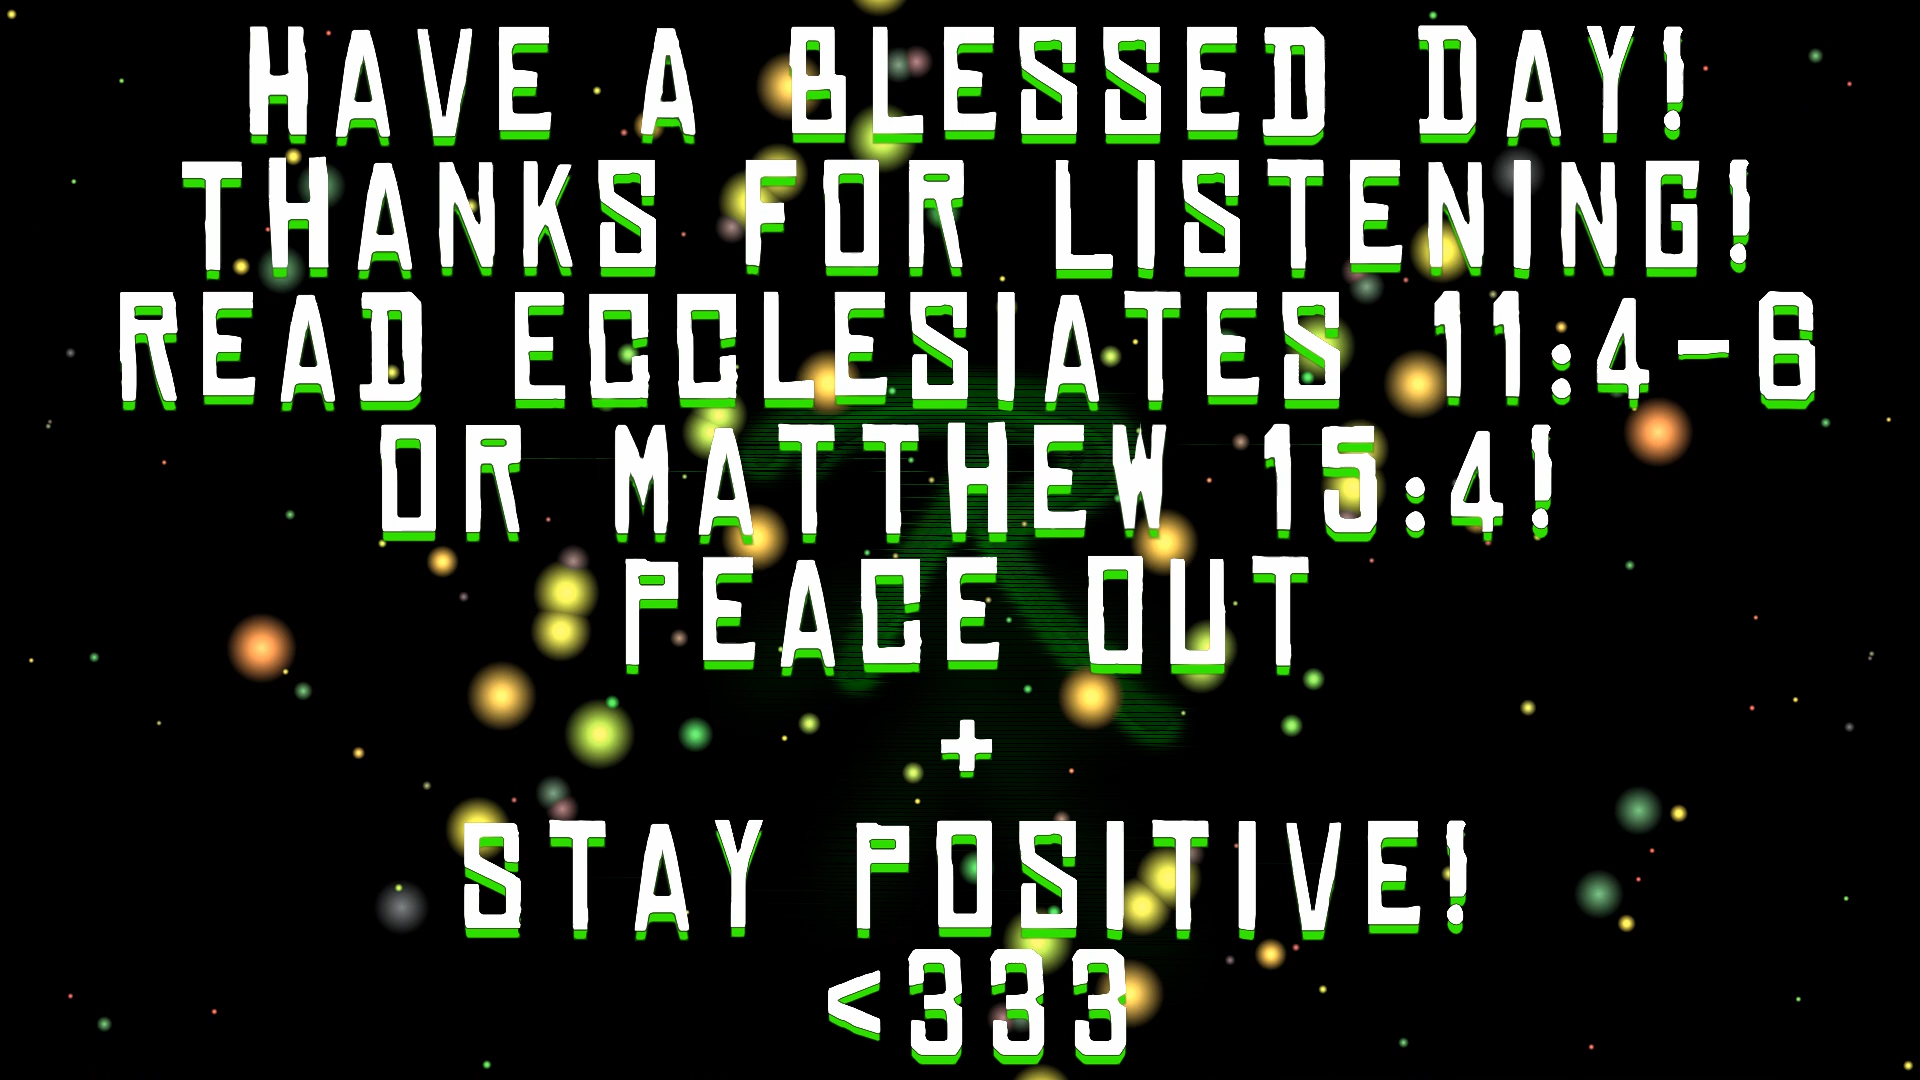 HAVE A BLESSED DAY!
THANKS FOR LISTENING!
READ ECCLESIATES 11:4-6
OR MATTHEW 15:4!
PEACE OUT
+
STAY POSITIVE!
<333